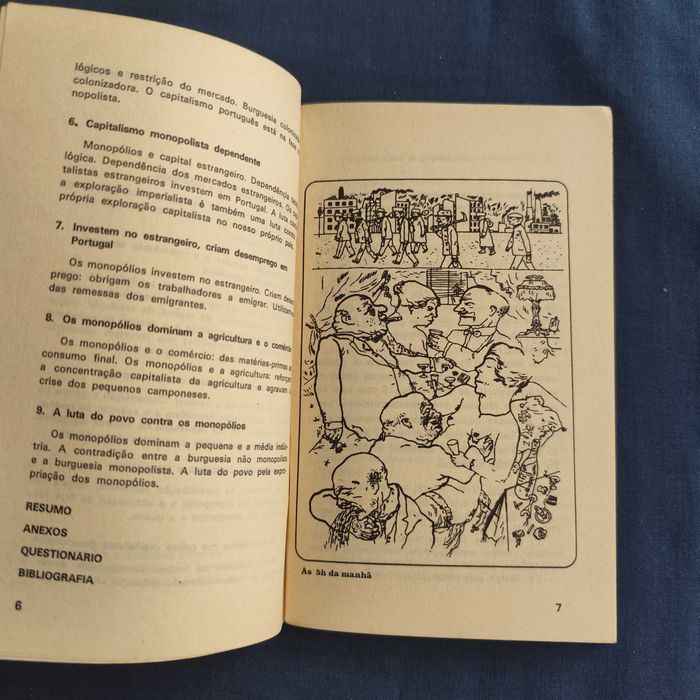 lógicos e restrição do mercado. Burguesia
colonizadora. O capitalismo português está na fase
nopolista.
6. Capitalismo monopolista dependente
Monopólios e capital estrangeiro. Dependência
lógica. Dependência dos mercados estrangeiros. Os
talistas estrangeiros investem em Portugal. A luta
a exploração imperialista é também uma luta contra
própria exploração capitalista no nosso próprio país.
7. Investem no estrangeiro, criam desemprego em
Portugal
Os monopólios investem no estrangeiro. Criam
prego: obrigam os trabalhadores a emigrar.
das remessas dos emigrantes.
8. Os monopólios dominam a agricultura e o comércio
Os monopólios e o comércio: das matérias-primas
consumo final. Os monopólios e a agricultura:
a concentração capitalista da agricultura e agravam
crise dos pequenos camponeses.
9. A luta do povo contra os monopólios
Os monopólios dominam a pequena e a média indús-
tria. A contradição entre a burguesia não monopolista
e a burguesia monopolista. A luta do povo pela expro-
priação dos monopólios.
RESUMO
ANEXOS
QUESTIONÁRIO
BIBLIOGRAFIA
6
Às 5h da manhã
7